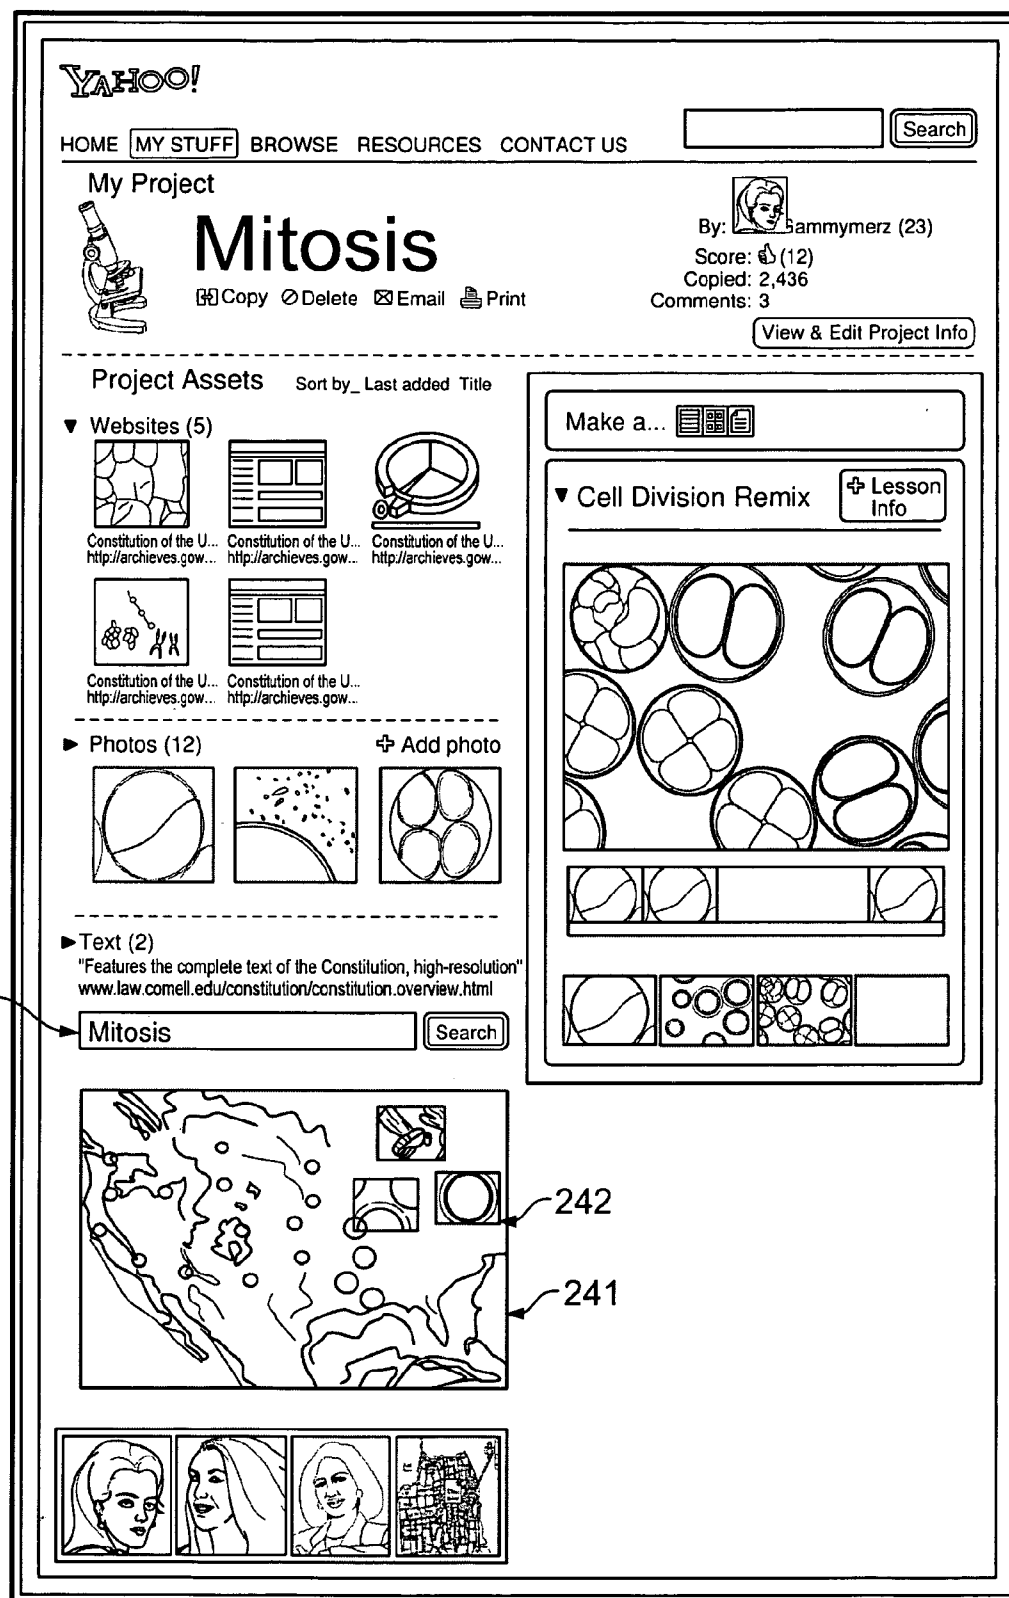 YAHOO!
HOME MY STUFF BROWSE RESOURCES CONTACT US Search
My Project
Mitosis
Copy Delete Email Print
By: Sammymerz (23)
Score: (12)
Copied: 2,436
Comments: 3
View & Edit Project Info
Project Assets Sort by_ Last added Title
Websites (5)
Constitution of the U... Constitution of the U... Constitution of the U...
http://archieves.gow... http://archieves.gow... http://archieves.gow...
Constitution of the U... Constitution of the U...
http://archieves.gow... http://archieves.gow...
Photos (12) Add photo
Text (2)
"Features the complete text of the Constilution, high-resolution"
www.law.comell.edu/constitution/constitution.overview.html
Mitosis Search
Make a...
Cell Division Remix
Lesson
Info
242
241